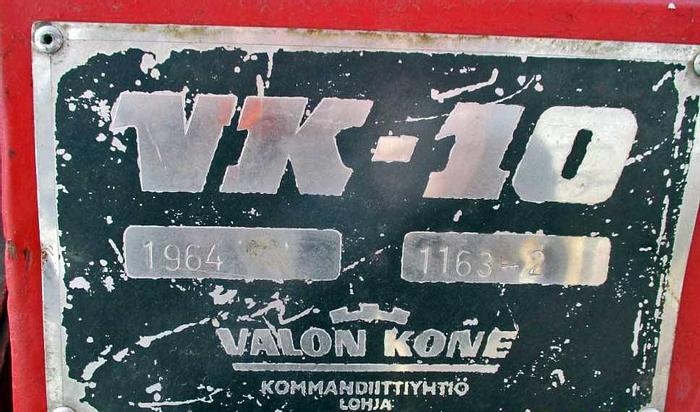 VK-10
1964 1163-2
VALON KONE
KOMMANDIITTIYHTIÖ
LOHJA